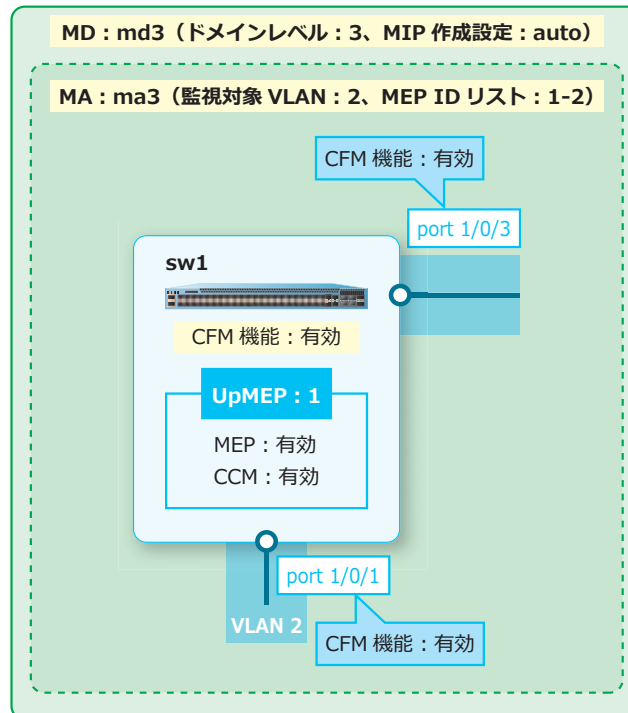 MD：md3（ドメインレベル：3、MIP 作成設定：auto）
MA：ma3（監視対象 VLAN：2、MEP ID リスト：1-2）
CFM 機能：有効
port 1/0/3
sw1
CFM 機能：有効
UpMEP：1
MEP：有効
CCM：有効
port 1/0/1
VLAN 2
CFM 機能：有効